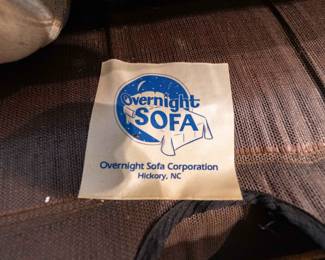 Overnight
SOFA
Overnight Sofa Corporation
Hickory, NC